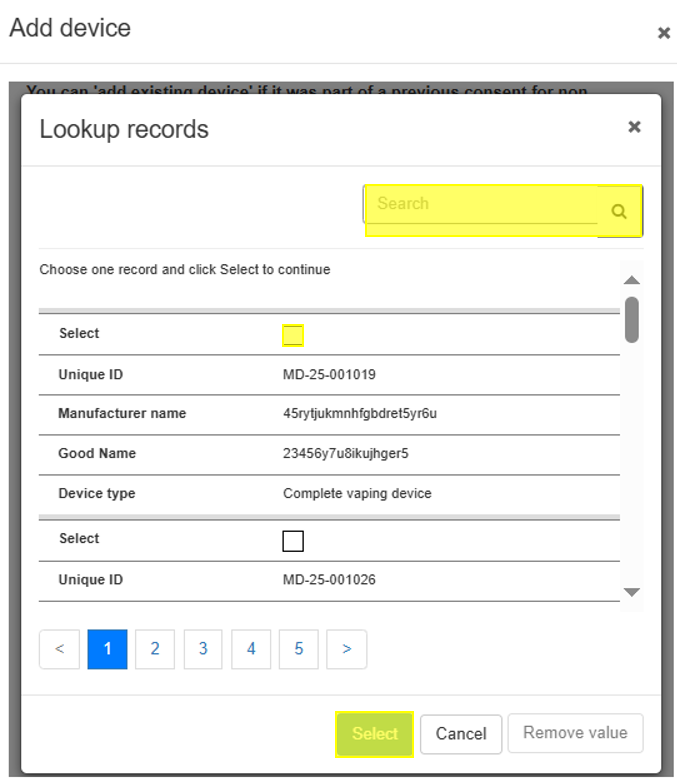 Add device
×
You can 'add existing device' if it was part of a previous consent for non
Lookup records
×
Search
Choose one record and click Select to continue
Select
Unique ID MD-25-001019
Manufacturer name 45rytjukmnhfgbdret5yr6u
Good Name 23456y7u8ikujhger5
Device type Complete vaping device
Select
Unique ID MD-25-001026
< 1 2 3 4 5 >
Select Cancel Remove value